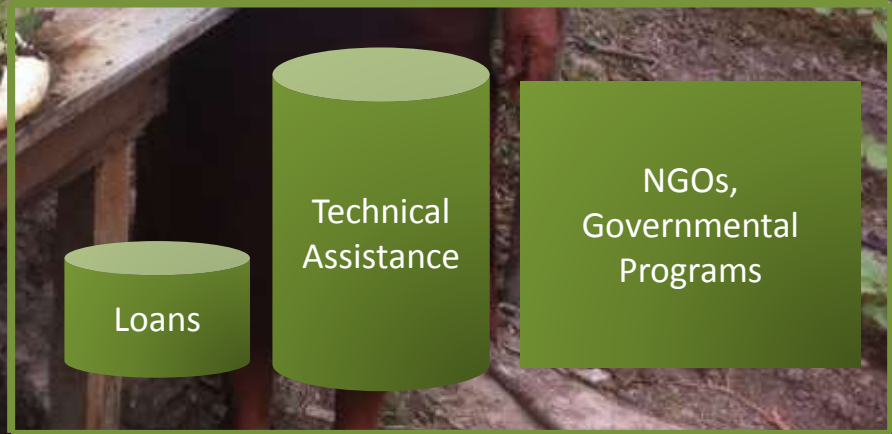 Loans
Technical
Assistance
NGOs,
Governmental
Programs